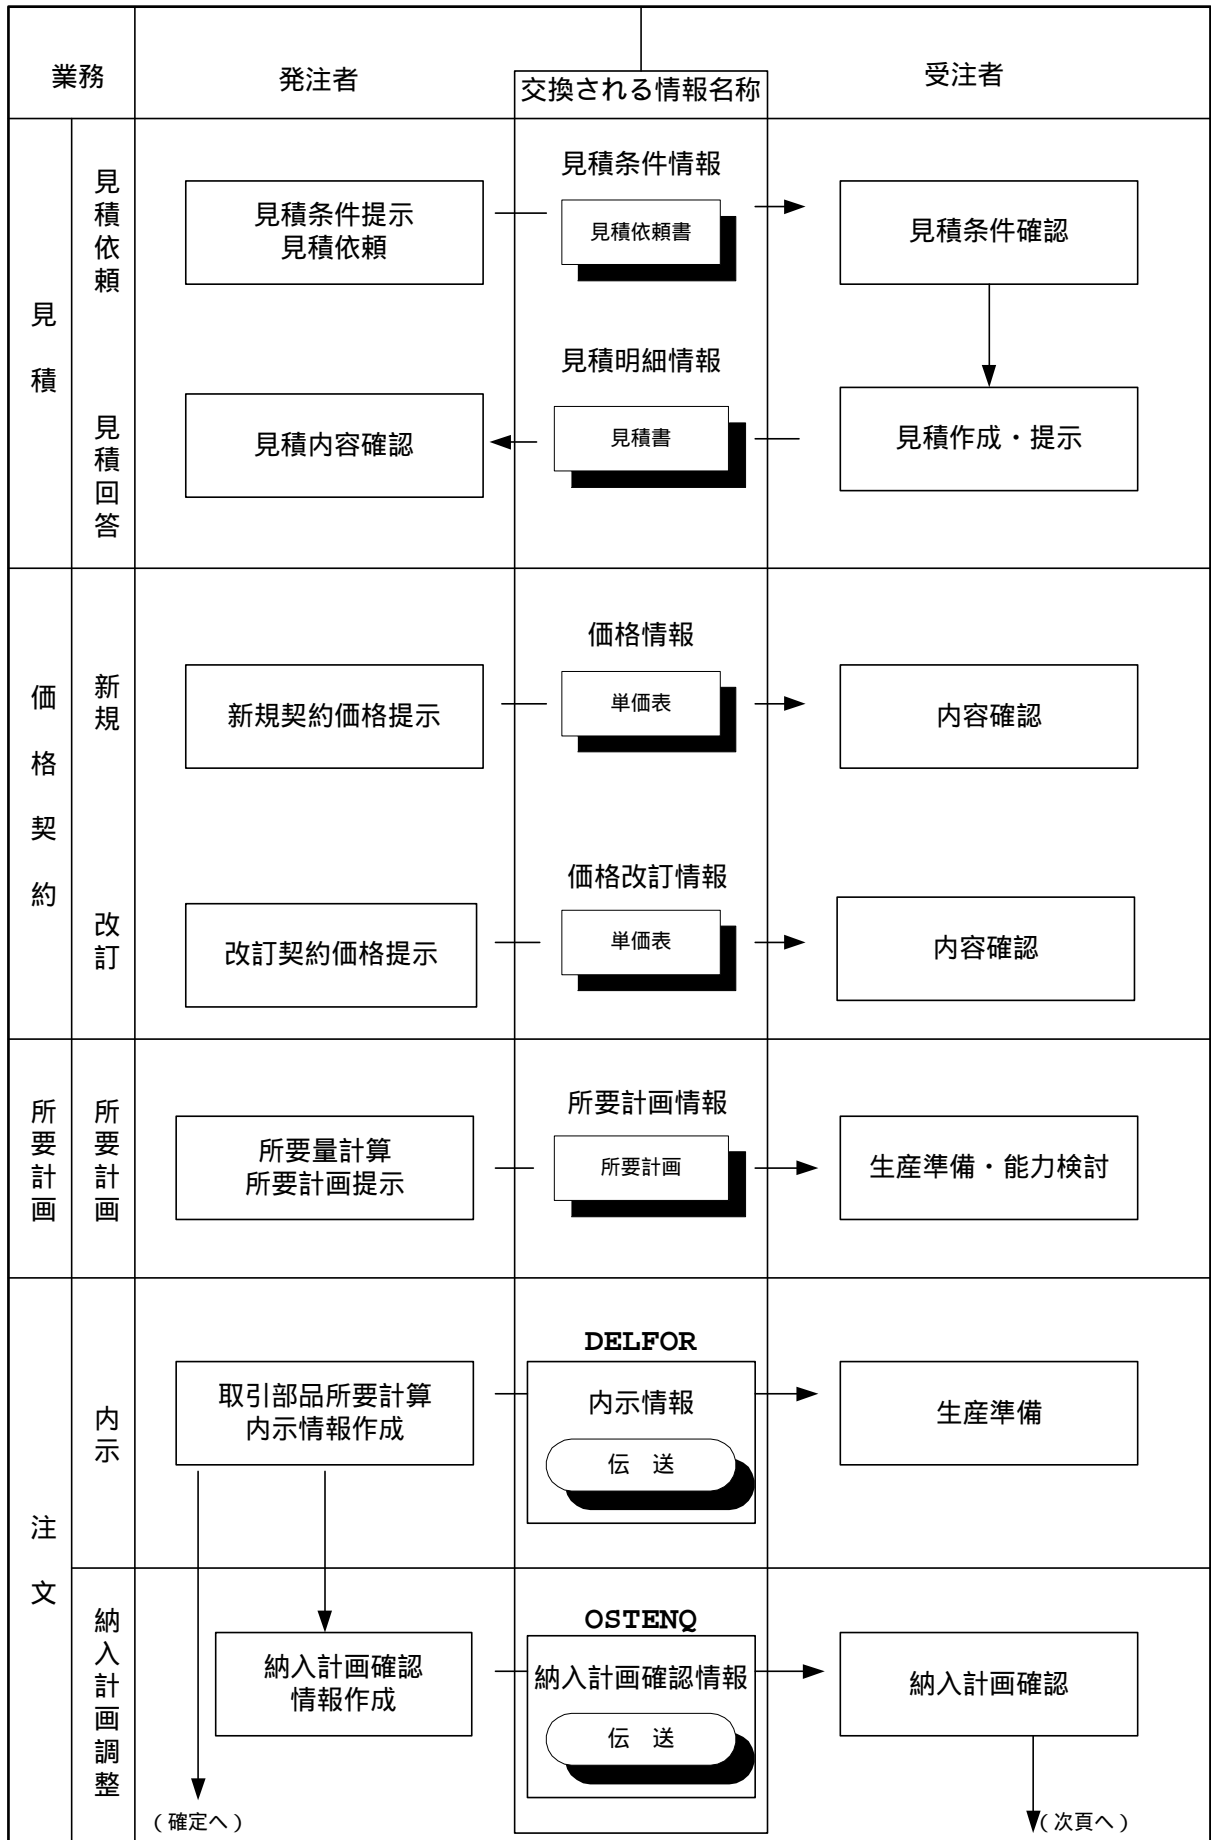 業務
発注者
交換される情報名称
受注者
見積
見積依頼
見積条件提示
見積依頼
見積条件情報
見積依頼書
見積条件確認
見積回答
見積内容確認
見積明細情報
見積書
見積作成・提示
価格契約
新規
新規契約価格提示
価格情報
単価表
内容確認
改訂
改訂契約価格提示
価格改訂情報
単価表
内容確認
所要計画
所要計画
所要量計算
所要計画提示
所要計画情報
所要計画
生産準備・能力検討
注文
内示
取引部品所要計算
内示情報作成
DELFOR
内示情報
伝 送
生産準備
納入計画調整
納入計画確認
情報作成
OSTENQ
納入計画確認情報
伝 送
納入計画確認
(確定へ)
(次頁へ)